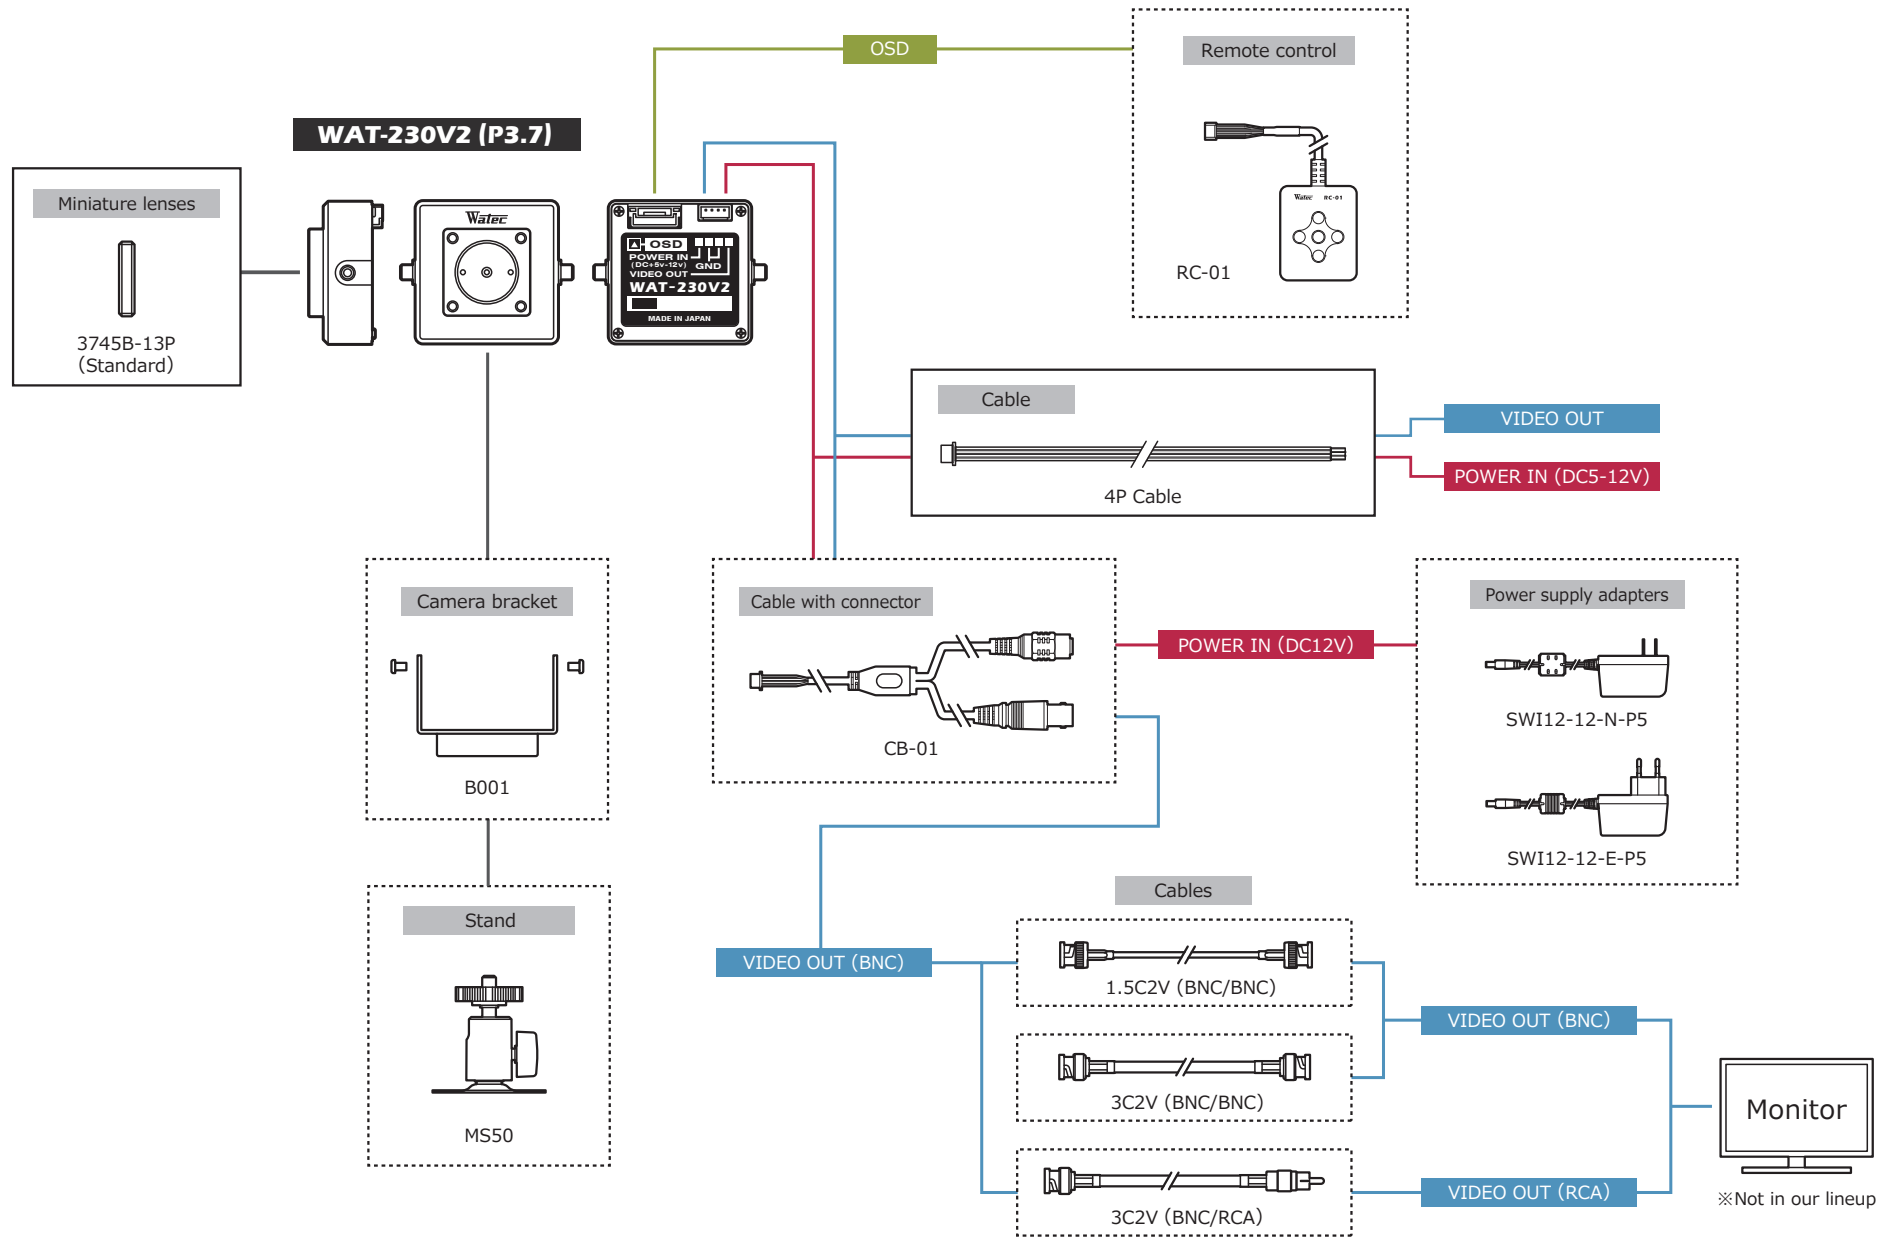 OSD
Remote control
WAT-230V2 (P3.7)
Miniature lenses
Watec
OSD
POWER IN
(DC+5v-12v)
GND
VIDEO OUT
WAT-230V2
MADE IN JAPAN
Watec RC-01
RC-01
3745B-13P
(Standard)
Cable
VIDEO OUT
POWER IN (DC5-12V)
4P Cable
Camera bracket
B001
Cable with connector
CB-01
POWER IN (DC12V)
Power supply adapters
SWI12-12-N-P5
SWI12-12-E-P5
Stand
MS50
Cables
VIDEO OUT (BNC)
1.5C2V (BNC/BNC)
3C2V (BNC/BNC)
3C2V (BNC/RCA)
VIDEO OUT (BNC)
VIDEO OUT (RCA)
Monitor
※Not in our lineup